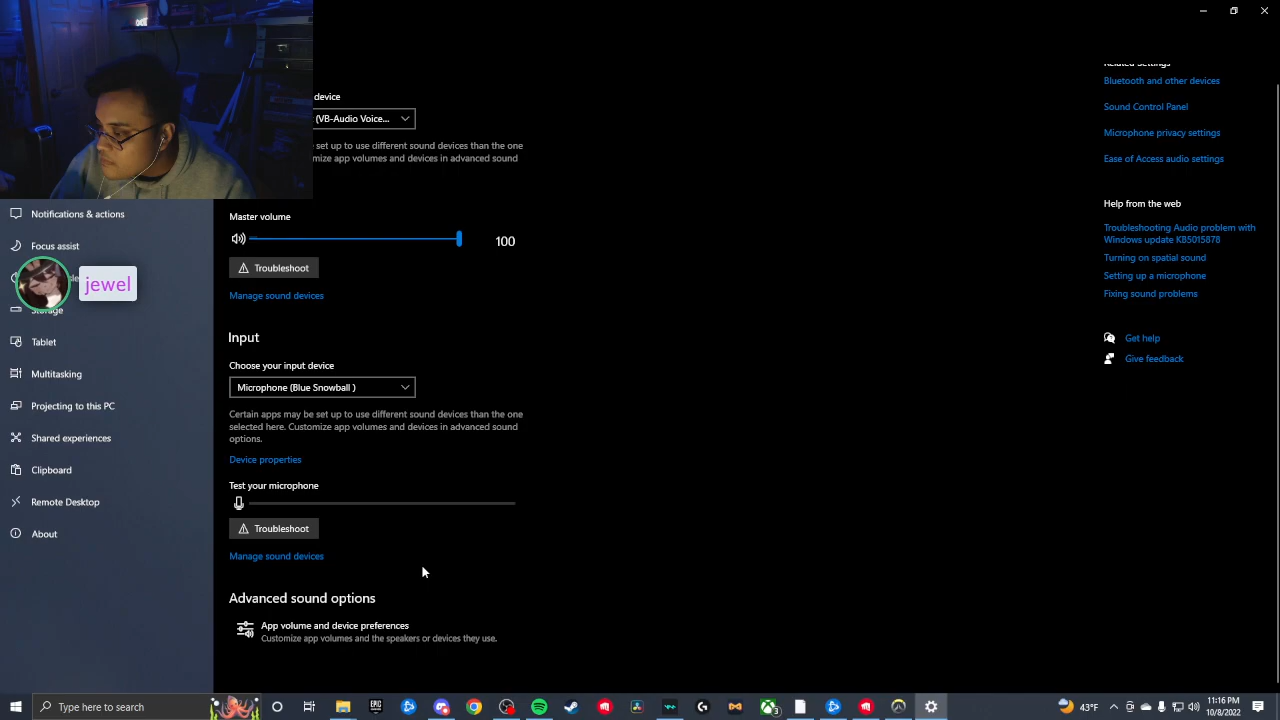 device
(VB-Audio Voice...
set up to use different sound devices than the one
mize app volumes and devices in advanced sound
Master volume
100
Troubleshoot
Manage sound devices
Input
Choose your input device
Microphone (Blue Snowball )
Certain apps may be set up to use different sound devices than the one
selected here. Customize app volumes and devices in advanced sound
options.
Device properties
Test your microphone
Troubleshoot
Manage sound devices
Advanced sound options
App volume and device preferences
Customize app volumes and the speakers or devices they use.
Notifications & actions
Focus assist
jewel
Storage
Tablet
Multitasking
Projecting to this PC
Shared experiences
Clipboard
Remote Desktop
About
Related Settings
Bluetooth and other devices
Sound Control Panel
Microphone privacy settings
Ease of Access audio settings
Help from the web
Troubleshooting Audio problem with
Windows update KB5015878
Turning on spatial sound
Setting up a microphone
Fixing sound problems
Get help
Give feedback
Type here to search
EPIC
43°F
11:16 PM
10/8/2022